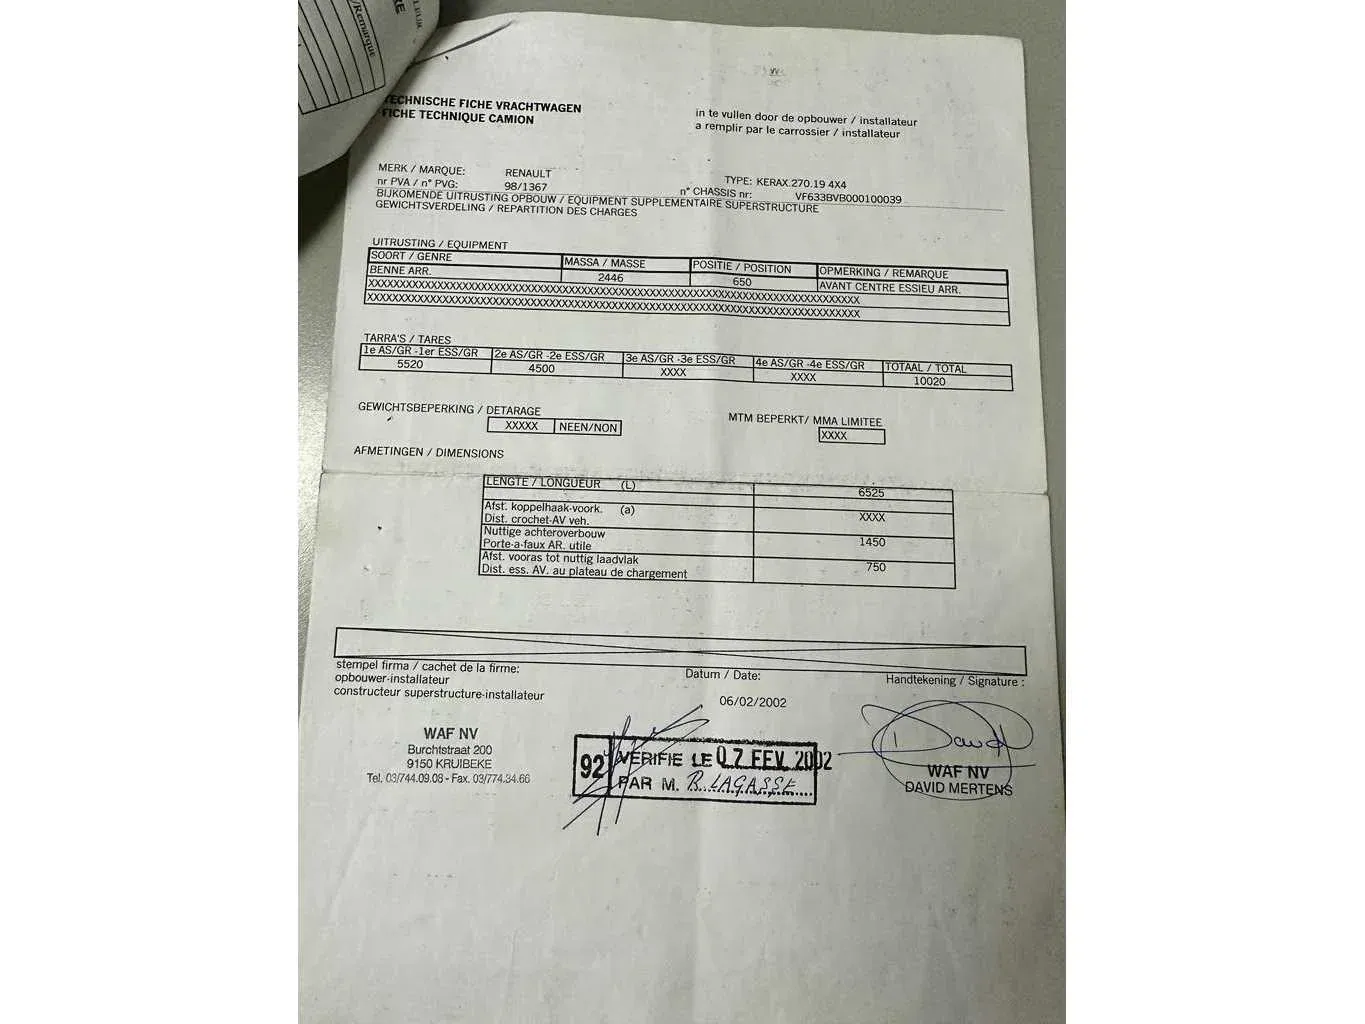 /Remarque
TECHNISCHE FICHE VRACHTWAGEN
FICHE TECHNIQUE CAMION
in te vullen door de opbouwer / installateur
a remplir par le carrossier / installateur
MERK / MARQUE: RENAULT TYPE: KERAX.270.19 4X4
nr PVA / n° PVG: 98/1367 n° CHASSIS nr: VF633BVB000100039
BIJKOMENDE UITRUSTING OPBOUW / EQUIPMENT SUPPLEMENTAIRE SUPERSTRUCTURE
GEWICHTSVERDELING / REPARTITION DES CHARGES
UITRUSTING / EQUIPMENT
SOORT / GENRE MASSA / MASSE POSITIE / POSITION OPMERKING / REMARQUE
BENNE ARR. 2446 650 AVANT CENTRE ESSIEU ARR.
XXXXXXXXXXXXXXXXXXXXXXXXXXXXXXXXXXXXXXXXXXXXXXXXXXXXXXXXXXXXXXXXXXXXXXXXXXXXXX
XXXXXXXXXXXXXXXXXXXXXXXXXXXXXXXXXXXXXXXXXXXXXXXXXXXXXXXXXXXXXXXXXXXXXXXXXXXXXX
TARRA'S / TARES
1e AS/GR -1er ESS/GR 2e AS/GR -2e ESS/GR 3e AS/GR -3e ESS/GR 4e AS/GR -4e ESS/GR TOTAAL / TOTAL
5520 4500 XXXX XXXX 10020
GEWICHTSBEPERKING / DETARAGE
XXXXX NEEN/NON
MTM BEPERKT/ MMA LIMITEE
XXXX
AFMETINGEN / DIMENSIONS
LENGTE / LONGUEUR (L) 6525
Afst. koppelhaak-voork. (a)
Dist. crochet-AV veh. XXXX
Nuttige achteroverbouw
Porte-a-faux AR. utile 1450
Afst. vooras tot nuttig laadvlak
Dist. ess. AV. au plateau de chargement 750
stempel firma / cachet de la firme: Datum / Date: Handtekening / Signature :
opbouwer-installateur
constructeur superstructure-installateur
06/02/2002
WAF NV
Burchtstraat 200
9150 KRUIBEKE
Tel. 03/744.09.08 - Fax. 03/774.34.66
92 VERIFIE LE 07 FEV. 2002
PAR M. R. LAGASSE
David
WAF NV
DAVID MERTENS